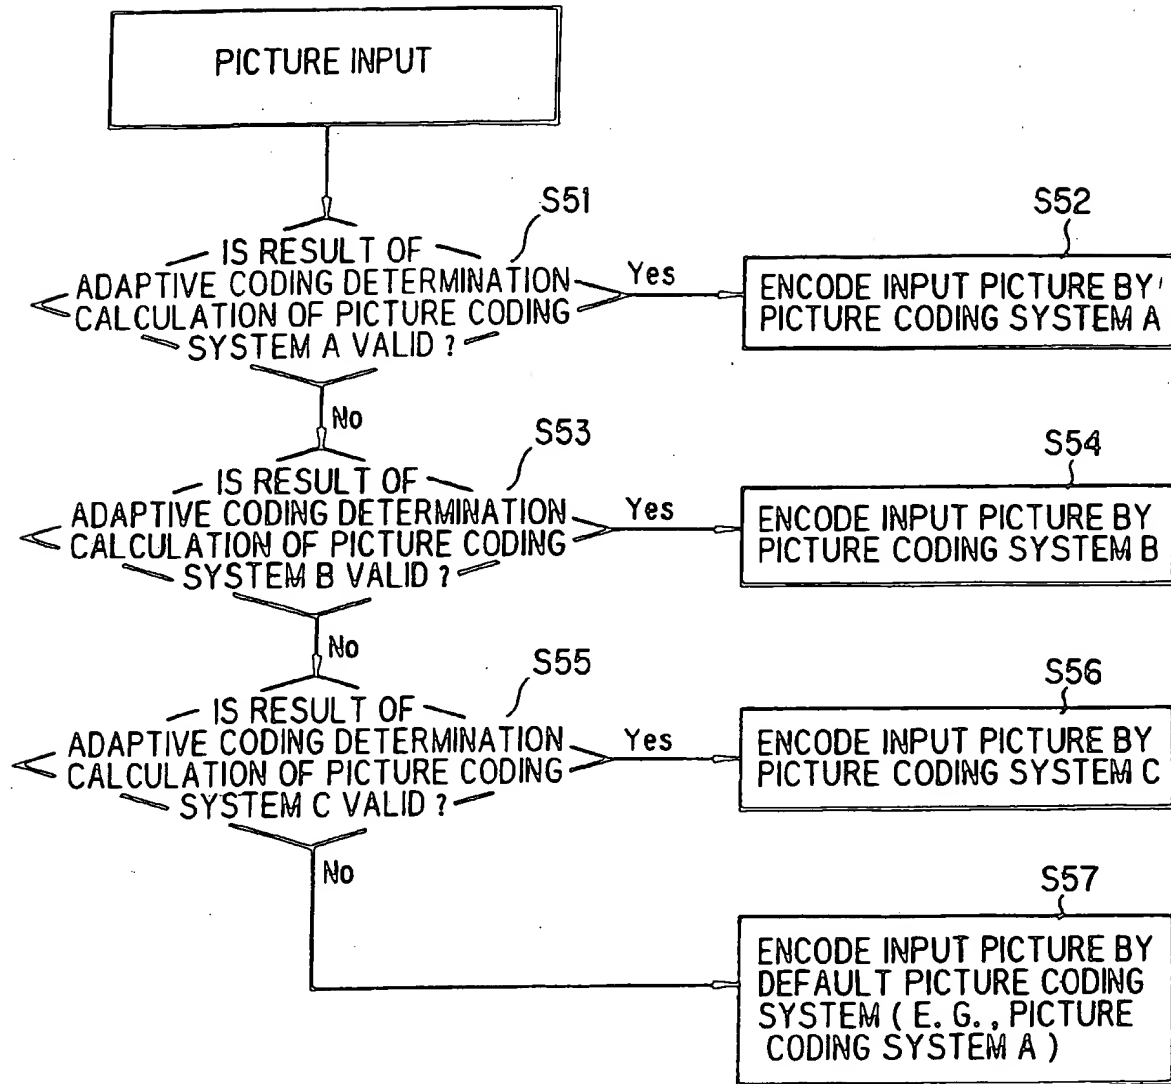 PICTURE INPUT
S51
IS RESULT OF
ADAPTIVE CODING DETERMINATION
CALCULATION OF PICTURE CODING
SYSTEM A VALID ?
Yes
S52
ENCODE INPUT PICTURE BY
PICTURE CODING SYSTEM A
No
S53
IS RESULT OF
ADAPTIVE CODING DETERMINATION
CALCULATION OF PICTURE CODING
SYSTEM B VALID ?
Yes
S54
ENCODE INPUT PICTURE BY
PICTURE CODING SYSTEM B
No
S55
IS RESULT OF
ADAPTIVE CODING DETERMINATION
CALCULATION OF PICTURE CODING
SYSTEM C VALID ?
Yes
S56
ENCODE INPUT PICTURE BY
PICTURE CODING SYSTEM C
No
S57
ENCODE INPUT PICTURE BY
DEFAULT PICTURE CODING
SYSTEM ( E. G. , PICTURE
CODING SYSTEM A )